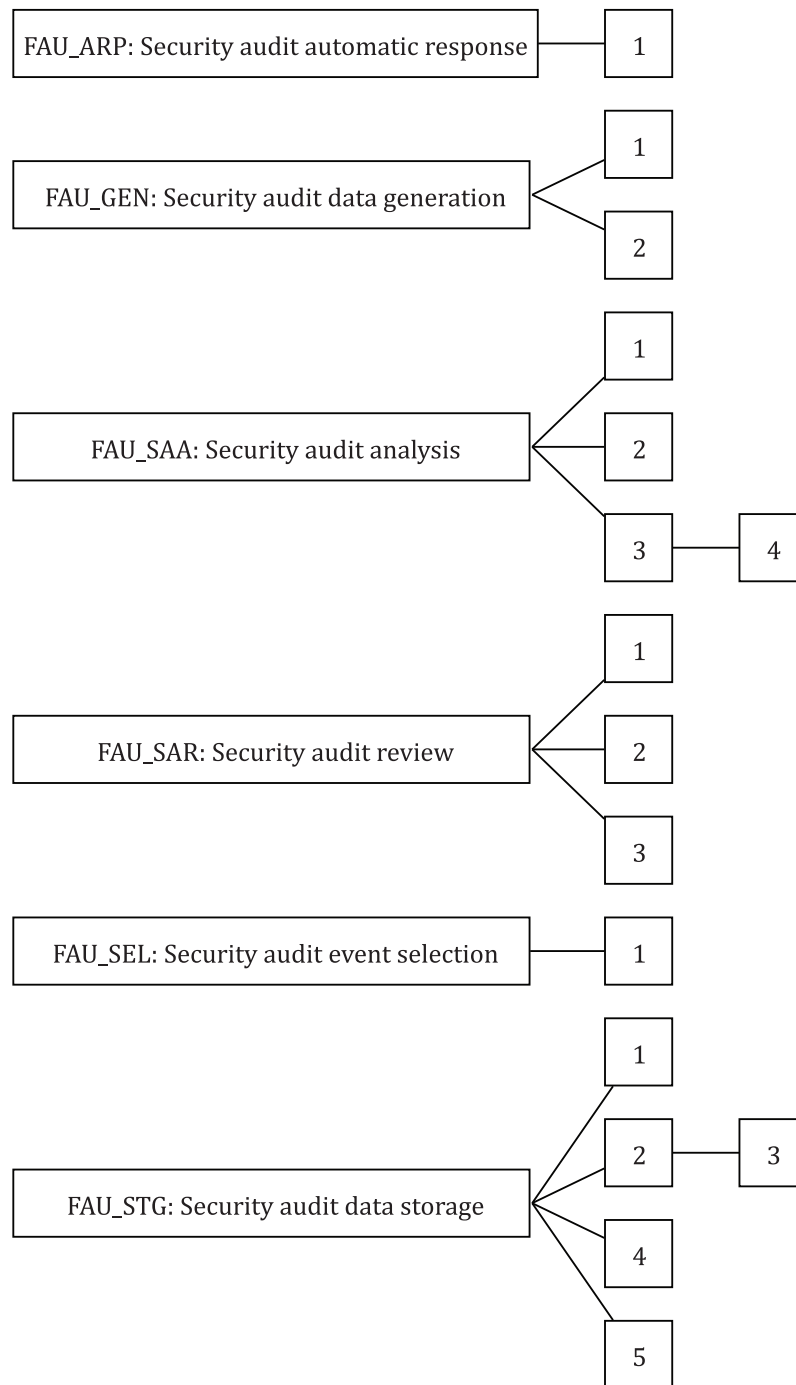 FAU_ARP: Security audit automatic response
1
1
FAU_GEN: Security audit data generation
2
1
FAU_SAA: Security audit analysis
2
3
4
1
FAU_SAR: Security audit review
2
3
FAU_SEL: Security audit event selection
1
1
2
3
FAU_STG: Security audit data storage
4
5